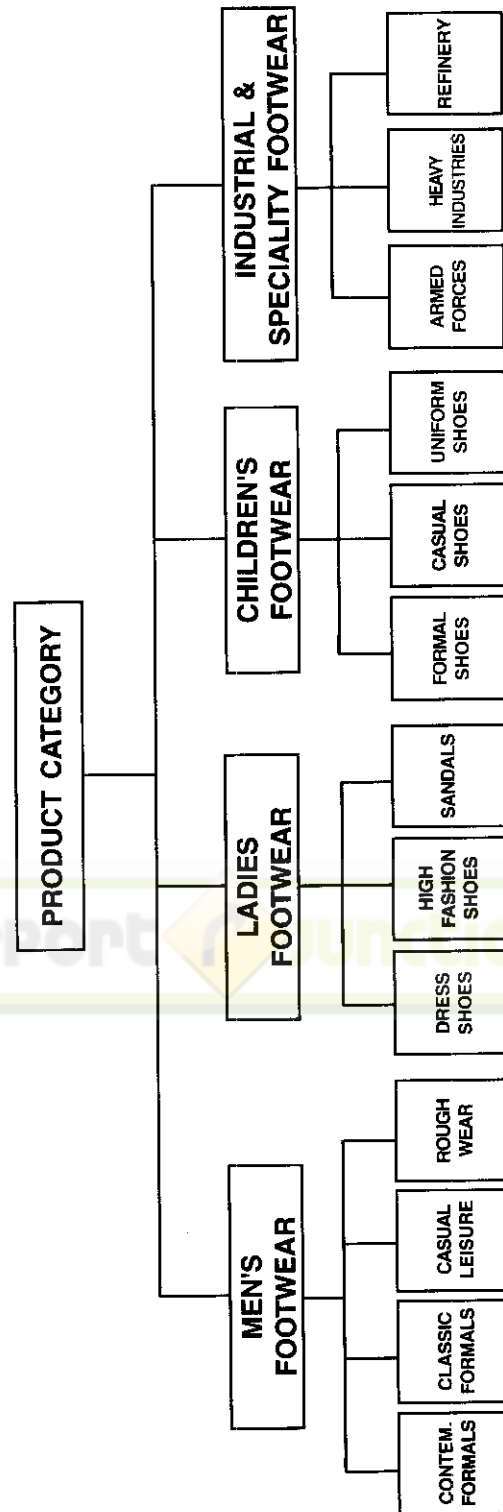 PRODUCT CATEGORY
MEN'S
FOOTWEAR
LADIES
FOOTWEAR
CHILDREN'S
FOOTWEAR
INDUSTRIAL &
SPECIALITY FOOTWEAR
CONTEM.
FORMALS
CLASSIC
FORMALS
CASUAL
LEISURE
ROUGH
WEAR
DRESS
SHOES
HIGH
FASHION
SHOES
SANDALS
FORMAL
SHOES
CASUAL
SHOES
UNIFORM
SHOES
ARMED
FORCES
HEAVY
INDUSTRIES
REFINERY